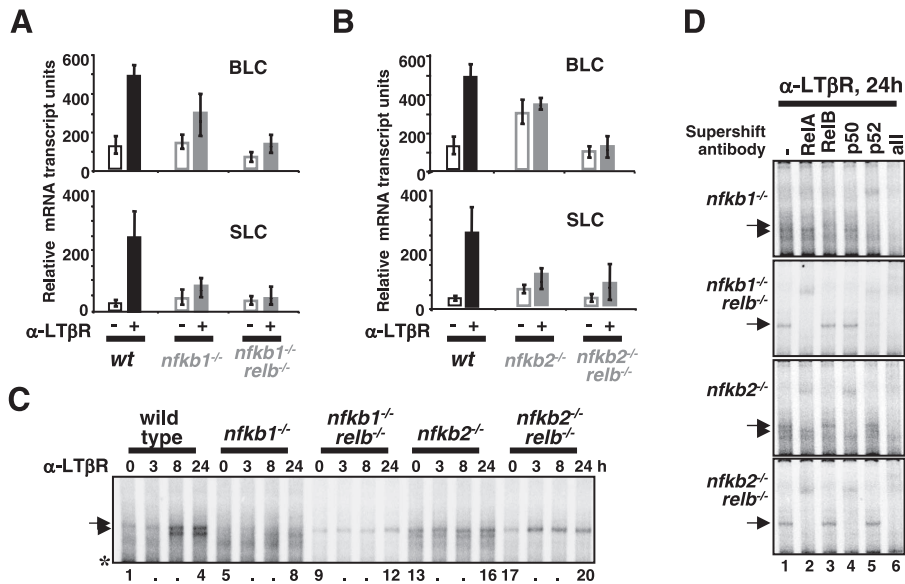 A
Relative mRNA transcript units
600
400
200
0
BLC
400
200
0
SLC
α-LTβR
- + - + - +
wt nfkb1-/- nfkb1-/-
relb-/-
B
Relative mRNA transcript units
600
400
200
0
BLC
400
200
0
SLC
α-LTβR
- + - + - +
wt nfkb2-/- nfkb2-/-
relb-/-
C
wild
type
nfkb1-/-
nfkb1-/-
relb-/-
nfkb2-/-
nfkb2-/-
relb-/-
α-LTβR 0 3 8 24 0 3 8 24 0 3 8 24 0 3 8 24 0 3 8 24 h
*
1 . . 4 5 . . 8 9 . . 12 13 . . 16 17 . . 20
D
α-LTβR, 24h
Supershift
antibody
-
RelA
RelB
p50
p52
all
nfkb1-/-
nfkb1-/-
relb-/-
nfkb2-/-
nfkb2-/-
relb-/-
1 2 3 4 5 6